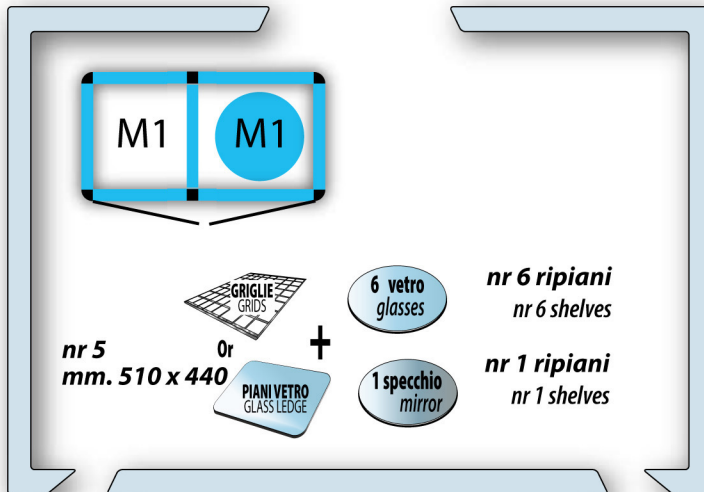 M1
M1
GRIGLIE
GRIDS
Or
nr 5
mm. 510 x 440
PIANI VETRO
GLASS LEDGE
+
6 vetro
glasses
nr 6 ripiani
nr 6 shelves
1 specchio
mirror
nr 1 ripiani
nr 1 shelves